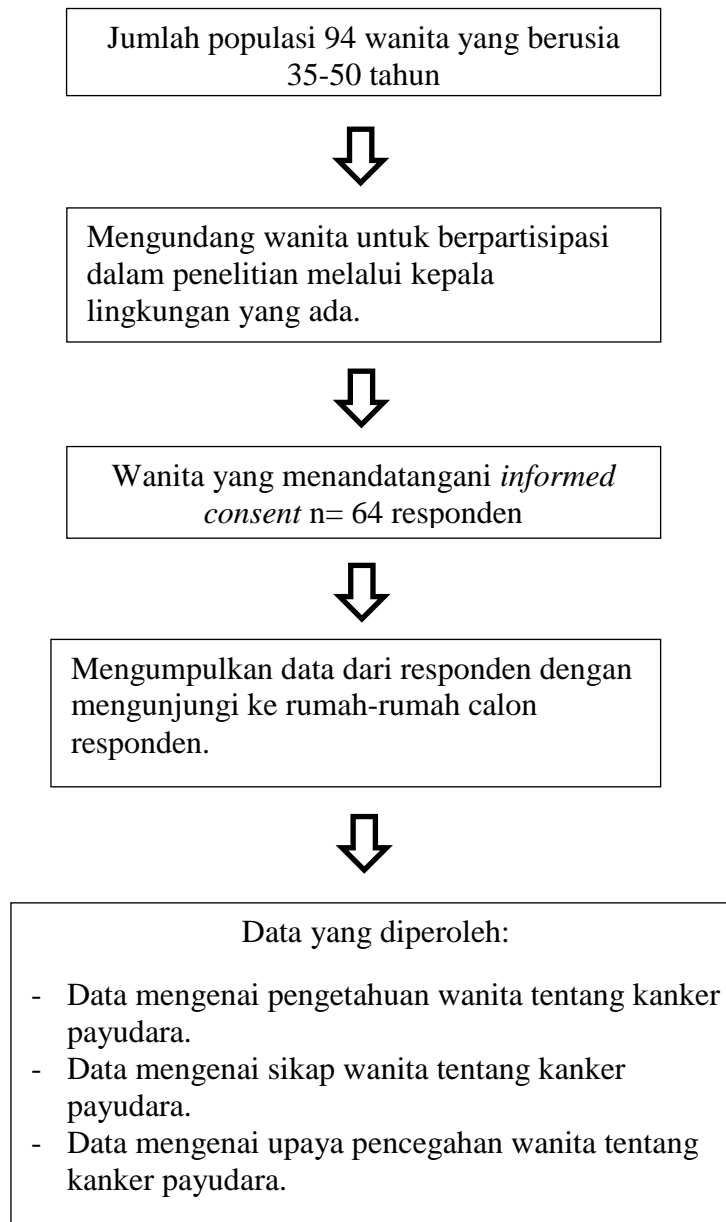 Jumlah populasi 94 wanita yang berusia
35-50 tahun
Mengundang wanita untuk berpartisipasi
dalam penelitian melalui kepala
lingkungan yang ada.
Wanita yang menandatangani informed
consent n= 64 responden
Mengumpulkan data dari responden dengan
mengunjungi ke rumah-rumah calon
responden.
Data yang diperoleh:
- Data mengenai pengetahuan wanita tentang kanker
payudara.
- Data mengenai sikap wanita tentang kanker
payudara.
- Data mengenai upaya pencegahan wanita tentang
kanker payudara.